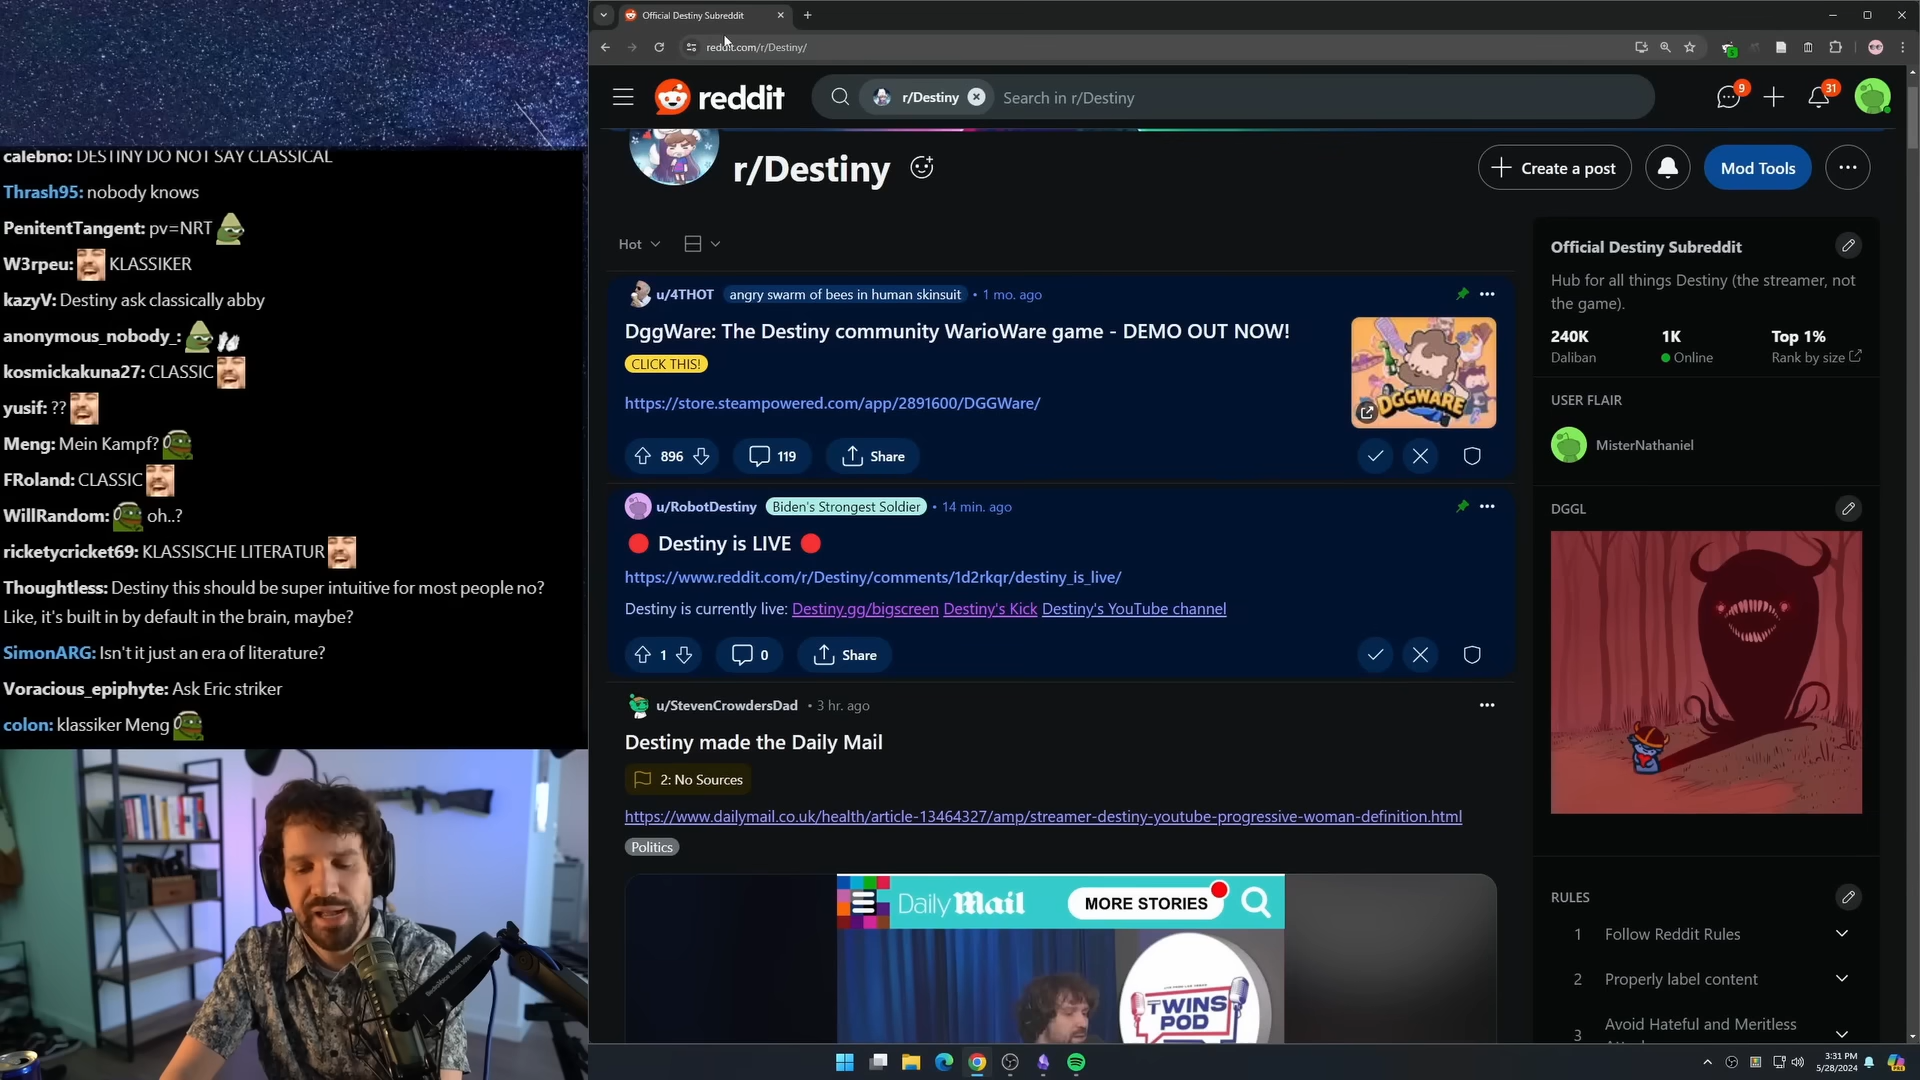 calebno: DESTINY DO NOT SAY CLASSICAL
Thrash95: nobody knows
PenitentTangent: pv=NRT
W3rpeu: KLASSIKER
kazyV: Destiny ask classically abby
anonymous_nobody_:
kosmickakuna27: CLASSIC
yusif: ??
Meng: Mein Kampf?
FRoland: CLASSIC
WillRandom: oh..?
ricketycricket69: KLASSISCHE LITERATUR
Thoughtless: Destiny this should be super intuitive for most people no?
Like, it's built in by default in the brain, maybe?
SimonARG: Isn't it just an era of literature?
Voracious_epiphyte: Ask Eric striker
colon: klassiker Meng
Official Destiny Subreddit
reddit.com/r/Destiny/
reddit
r/Destiny
Search in r/Destiny
9
31
r/Destiny
Create a post
Mod Tools
Hot
u/4THOT angry swarm of bees in human skinsuit • 1 mo. ago
DggWare: The Destiny community WarioWare game - DEMO OUT NOW!
CLICK THIS!
https://store.steampowered.com/app/2891600/DGGWare/
DGGWARE
896
119
Share
u/RobotDestiny Biden's Strongest Soldier • 14 min. ago
Destiny is LIVE
https://www.reddit.com/r/Destiny/comments/1d2rkqr/destiny_is_live/
Destiny is currently live: Destiny.gg/bigscreen Destiny's Kick Destiny's YouTube channel
1
0
Share
u/StevenCrowdersDad • 3 hr. ago
Destiny made the Daily Mail
2: No Sources
https://www.dailymail.co.uk/health/article-13464327/amp/streamer-destiny-youtube-progressive-woman-definition.html
Politics
Daily Mail
MORE STORIES
TWINS
POD
Official Destiny Subreddit
Hub for all things Destiny (the streamer, not
the game).
240K
1K
Top 1%
Daliban
Online
Rank by size
USER FLAIR
MisterNathaniel
DGGL
RULES
1 Follow Reddit Rules
2 Properly label content
3 Avoid Hateful and Meritless
3:31 PM
5/28/2024